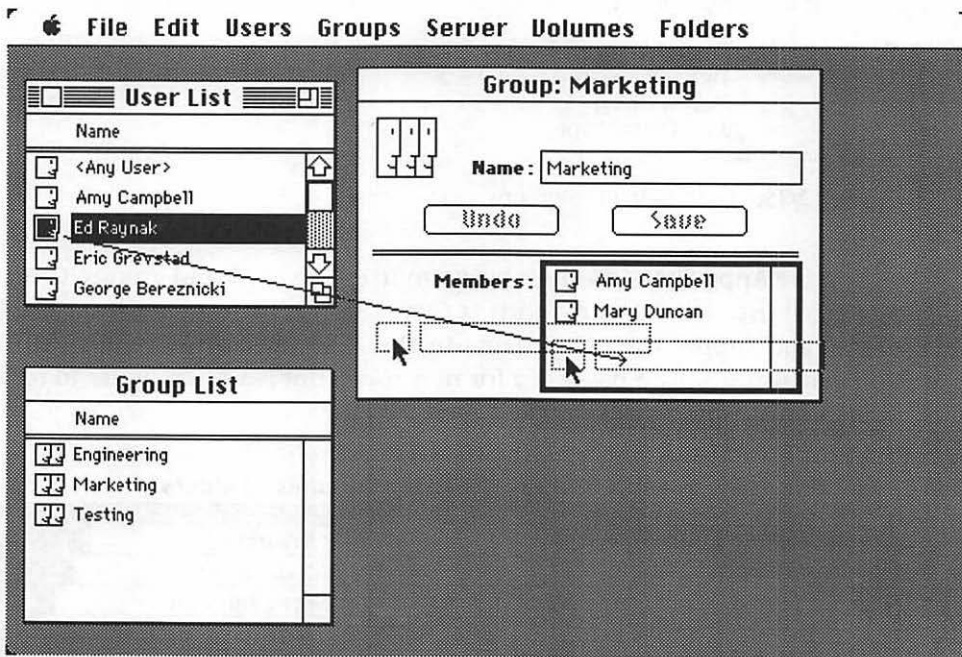 File Edit Users Groups Server Volumes Folders
User List
Name
<Any User>
Amy Campbell
Ed Raynak
Eric Grevstad
George Bereznicki
Group: Marketing
Name: Marketing
Undo Save
Members: Amy Campbell
Mary Duncan
Group List
Name
Engineering
Marketing
Testing